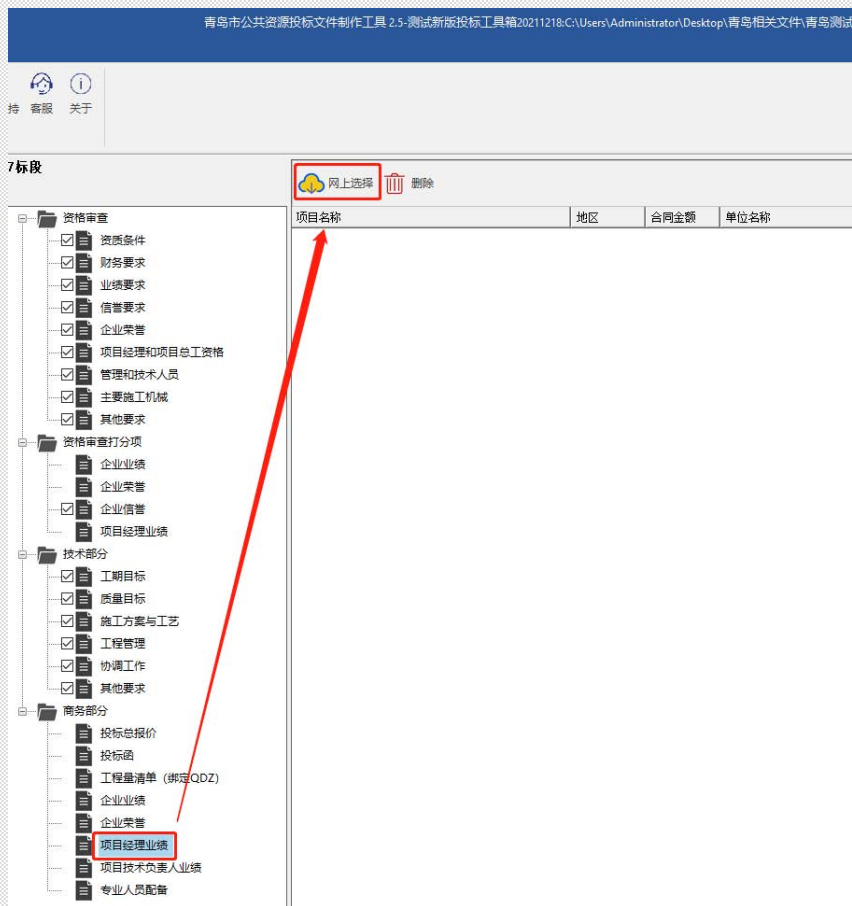 青岛市公共资源投标文件制作工具 2.5-测试新版投标工具箱20211218:C:\Users\Administrator\Desktop\青岛相关文件\青岛测试
持 客服 关于
7标段
网上选择 删除
项目名称 地区 合同金额 单位名称
资格审查
资质条件
财务要求
业绩要求
信誉要求
企业荣誉
项目经理和项目总工资格
管理和技术人员
主要施工机械
其他要求
资格审查打分项
企业业绩
企业荣誉
企业信誉
项目经理业绩
技术部分
工期目标
质量目标
施工方案与工艺
工程管理
协调工作
其他要求
商务部分
投标总报价
投标函
工程量清单（绑定QDZ）
企业业绩
企业荣誉
项目经理业绩
项目技术负责人业绩
专业人员配备